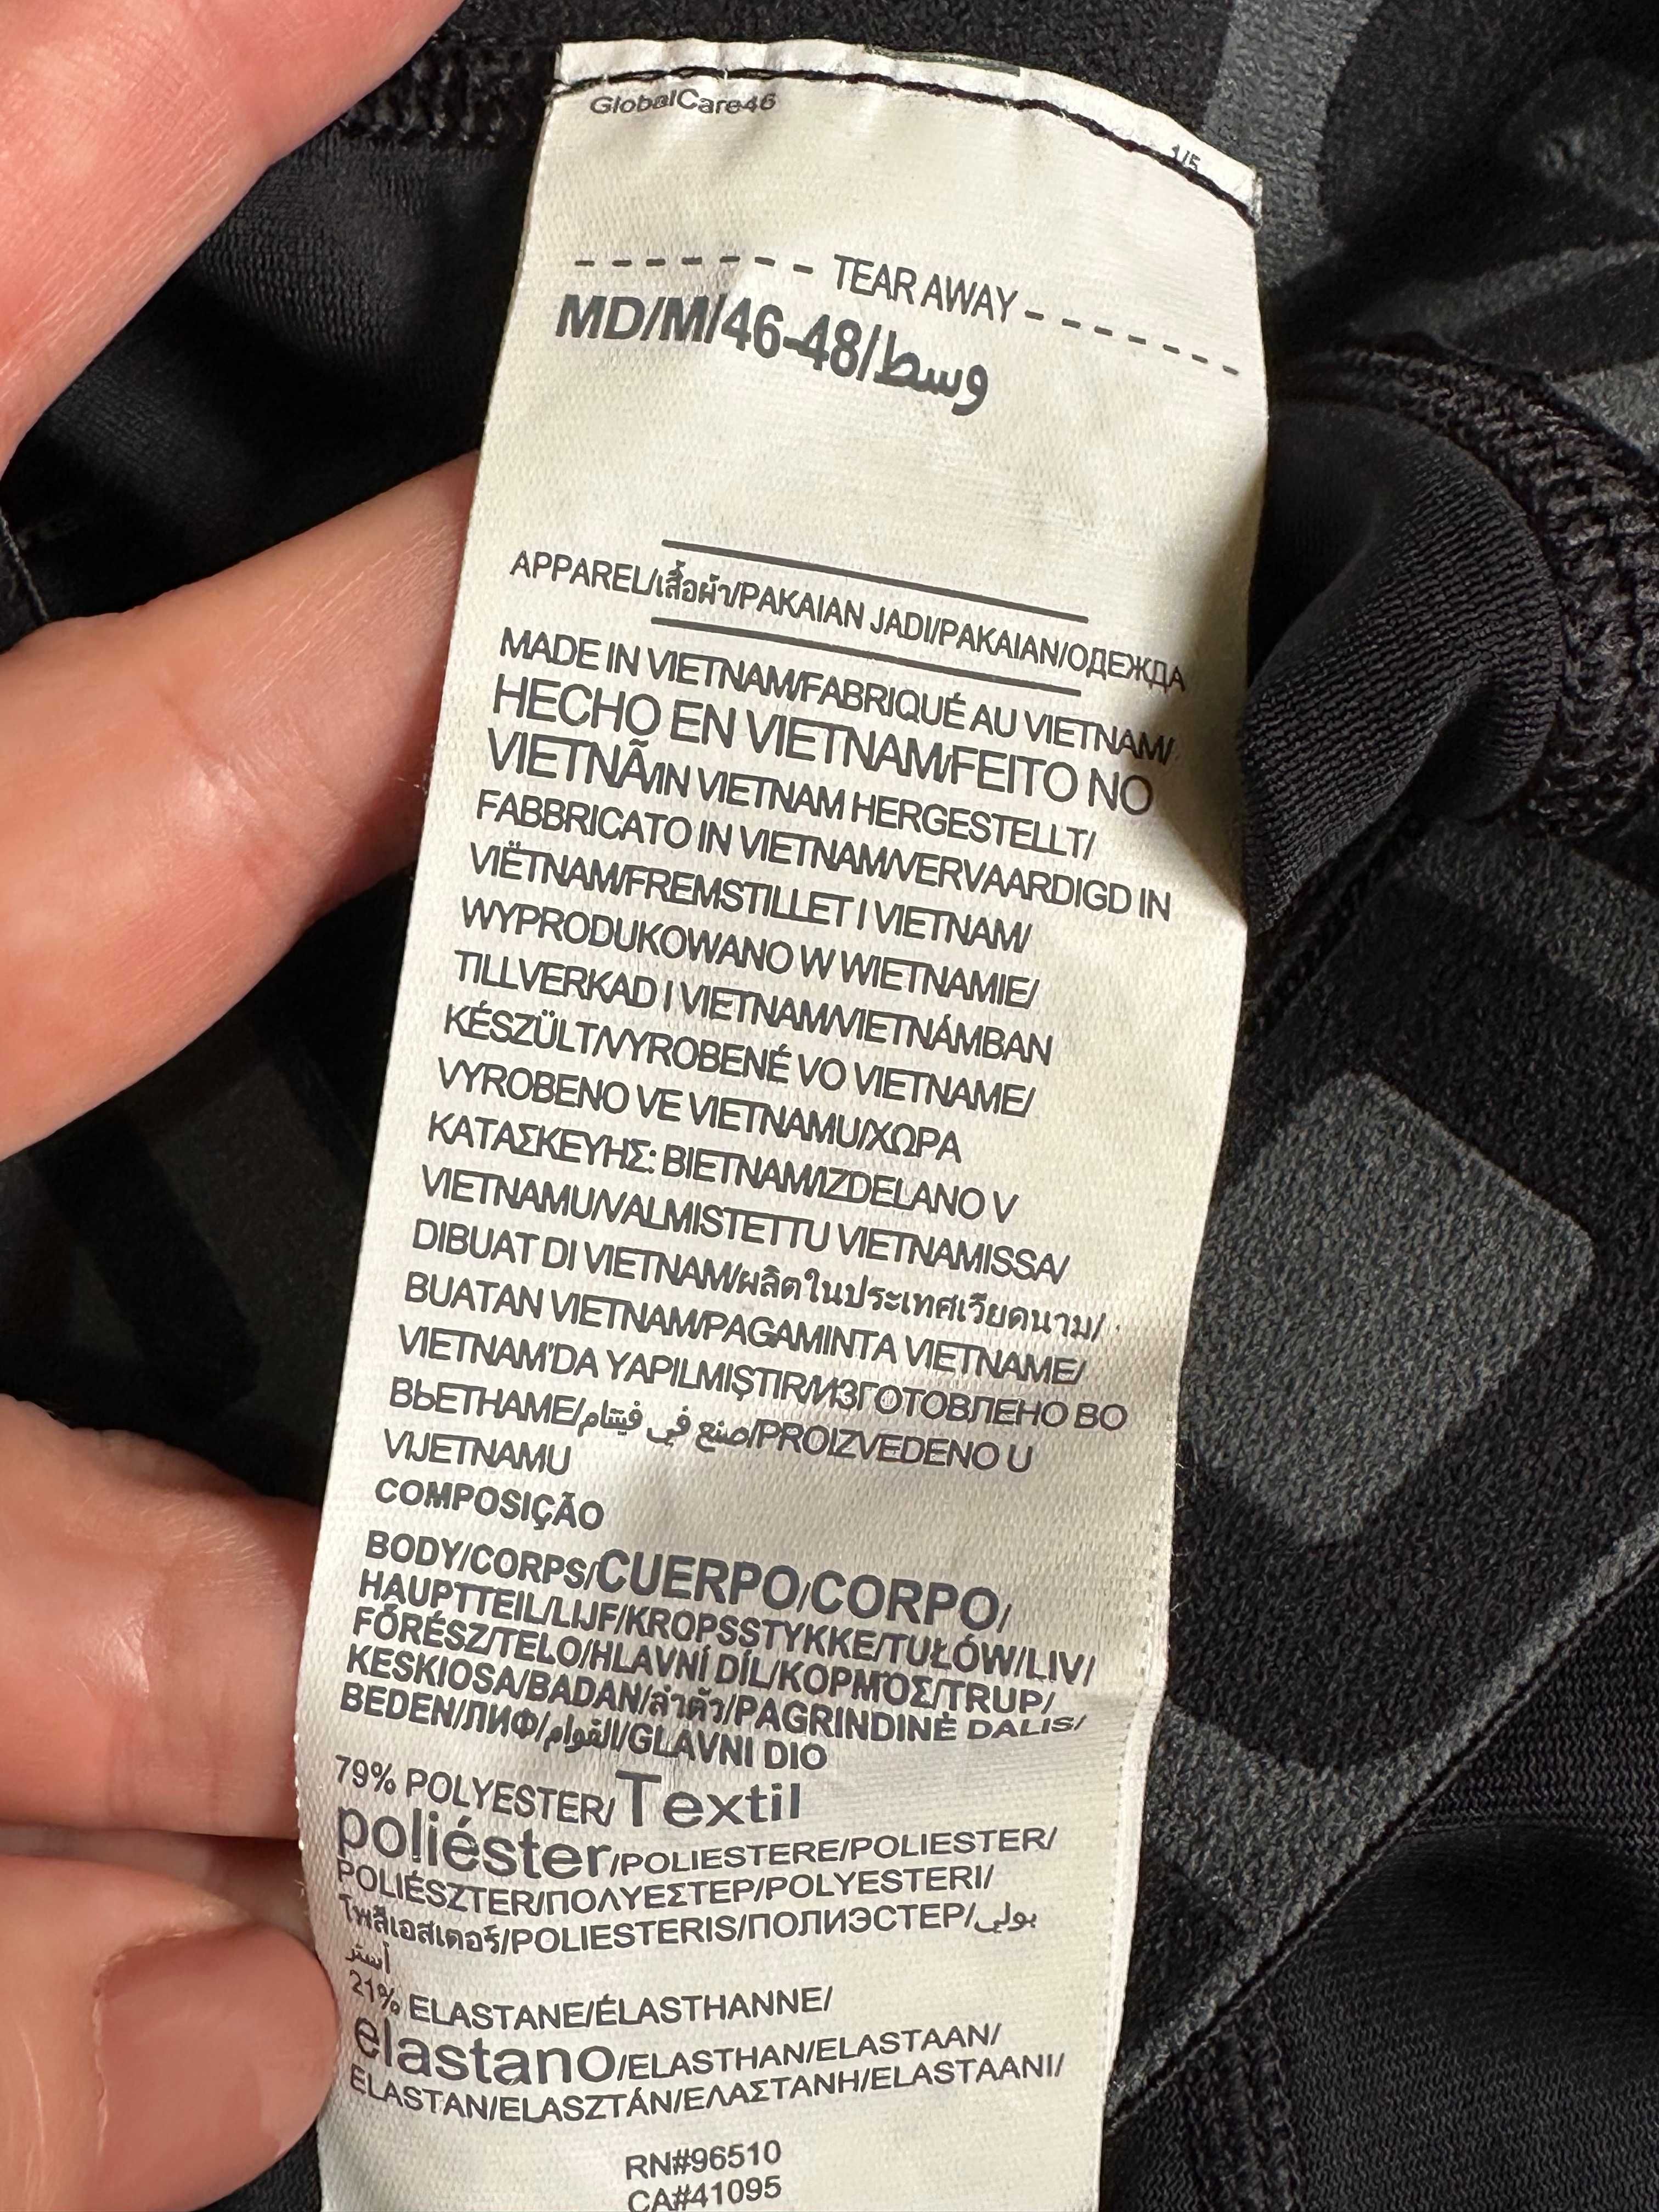 GlobalCare46
1/5
- - - - - - - TEAR AWAY - - - - - - -
MD/M/46-48/وسط
APPAREL/เสื้อผ้า/PAKAIAN JADI/PAKAIAN/ОДЕЖДА
MADE IN VIETNAM/FABRIQUÉ AU VIETNAM/
HECHO EN VIETNAM/FEITO NO
VIETNÃ/IN VIETNAM HERGESTELLT/
FABBRICATO IN VIETNAM/VERVAARDIGD IN
VIËTNAM/FREMSTILLET I VIETNAM/
WYPRODUKOWANO W WIETNAMIE/
TILLVERKAD I VIETNAM/VIETNÁMBAN
KÉSZÜLT/VYROBENÉ VO VIETNAME/
VYROBENO VE VIETNAMU/ΧΩΡΑ
ΚΑΤΑΣΚΕΥΗΣ: ΒΙΕΤΝΑΜ/IZDELANO V
VIETNAMU/VALMISTETTU VIETNAMISSA/
DIBUAT DI VIETNAM/ผลิตในประเทศเวียดนาม/
BUATAN VIETNAM/PAGAMINTA VIETNAME/
VIETNAM'DA YAPILMIŞTIR/ИЗГОТОВЛЕНО ВО
ВЬЕТНАМЕ/صنع في فيتنام/PROIZVEDENO U
VIJETNAMU
COMPOSIÇÃO
BODY/CORPS/CUERPO/CORPO/
HAUPTTEIL/LIJF/KROPSSTYKKE/TUŁÓW/LIV/
FŐRÉSZ/TELO/HLAVNÍ DÍL/ΚΟΡΜΌΣ/TRUP/
KESKIOSA/BADAN/ลำตัว/PAGRINDINĖ DALIS/
BEDEN/ЛИФ/القوام/GLAVNI DIO
79% POLYESTER/Textil
poliéster/POLIESTERE/POLIESTER/
POLIÉSZTER/ΠΟΛΥΕΣΤΕΡ/POLYESTERI/
โพลีเอสเตอร์/POLIESTERIS/ПОЛИЭСТЕР/بولي
أستر
21% ELASTANE/ÉLASTHANNE/
elastano/ELASTHAN/ELASTAAN/
ELASTAN/ELASZTÁN/ΕΛΑΣΤΑΝΗ/ELASTAANI/
RN#96510
CA#41095